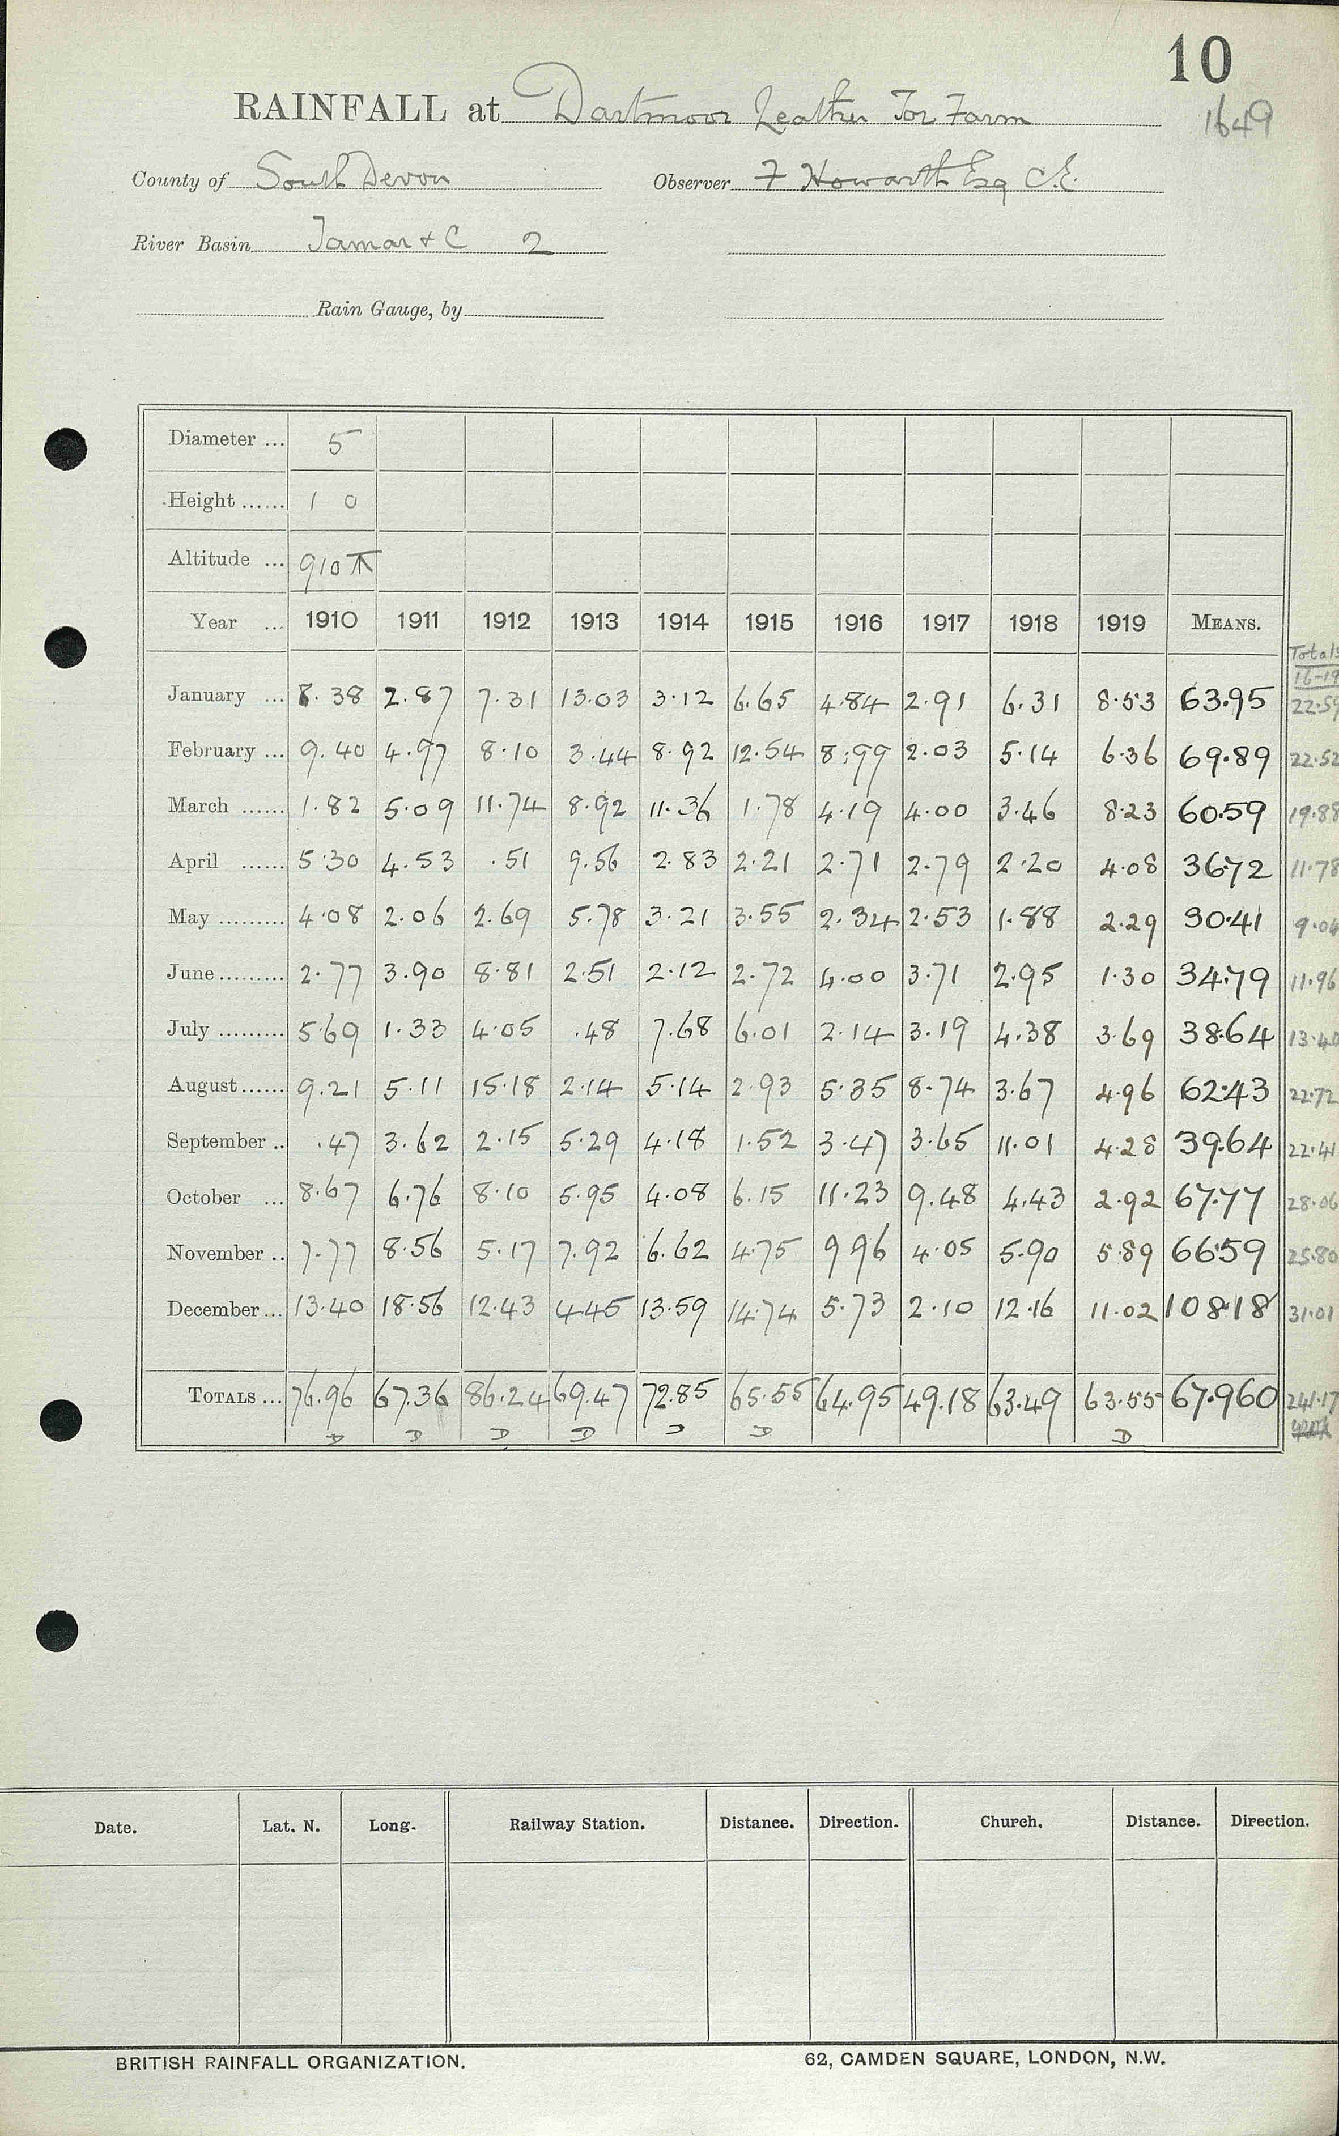 10
RAINFALL at Dartmoor Leather Tor Farm
1649
County of South Devon Observer F Howarth Esq C.E.
River Basin Tamar & C 2
Rain Gauge, by
Diameter ... 5
Height ...... 1 0
Altitude ... 910 ft
Year ... 1910 1911 1912 1913 1914 1915 1916 1917 1918 1919 MEANS.
Totals
16-19
January ... 8.38 2.87 7.31 13.03 3.12 6.65 4.84 2.91 6.31 8.53 63.95 22.59
February ... 9.40 4.97 8.10 3.44 8.92 12.54 8.99 2.03 5.14 6.36 69.89 22.52
March ...... 1.82 5.09 11.74 8.92 11.36 1.78 4.19 4.00 3.46 8.23 60.59 19.88
April ...... 5.30 4.53 .51 9.56 2.83 2.21 2.71 2.79 2.20 4.08 36.72 11.78
May ......... 4.08 2.06 2.69 5.78 3.21 3.55 2.34 2.53 1.88 2.29 30.41 9.04
June ......... 2.77 3.90 8.81 2.51 2.12 2.72 4.00 3.71 2.95 1.30 34.79 11.96
July ......... 5.69 1.33 4.05 .48 7.68 6.01 2.14 3.19 4.38 3.69 38.64 13.40
August ...... 9.21 5.11 15.18 2.14 5.14 2.93 5.35 8.74 3.67 4.96 62.43 22.72
September .. .47 3.62 2.15 5.29 4.18 1.52 3.47 3.65 11.01 4.28 39.64 22.41
October ... 8.67 6.76 8.10 5.95 4.08 6.15 11.23 9.48 4.43 2.92 67.77 28.06
November .. 7.77 8.56 5.17 7.92 6.62 4.75 9 96 4.05 5.90 5.89 66.59 25.80
December ... 13.40 18.56 12.43 4.45 13.59 14.74 5.73 2.10 12.16 11.02 108.18 31.01
TOTALS ... 76.96 67.36 86.24 69.47 72.85 65.55 64.95 49.18 63.49 63.55 67.960 241.17
D D D D D D D
Date. Lat. N. Long. Railway Station. Distance. Direction. Church. Distance. Direction.
BRITISH RAINFALL ORGANIZATION. 62, CAMDEN SQUARE, LONDON, N.W.